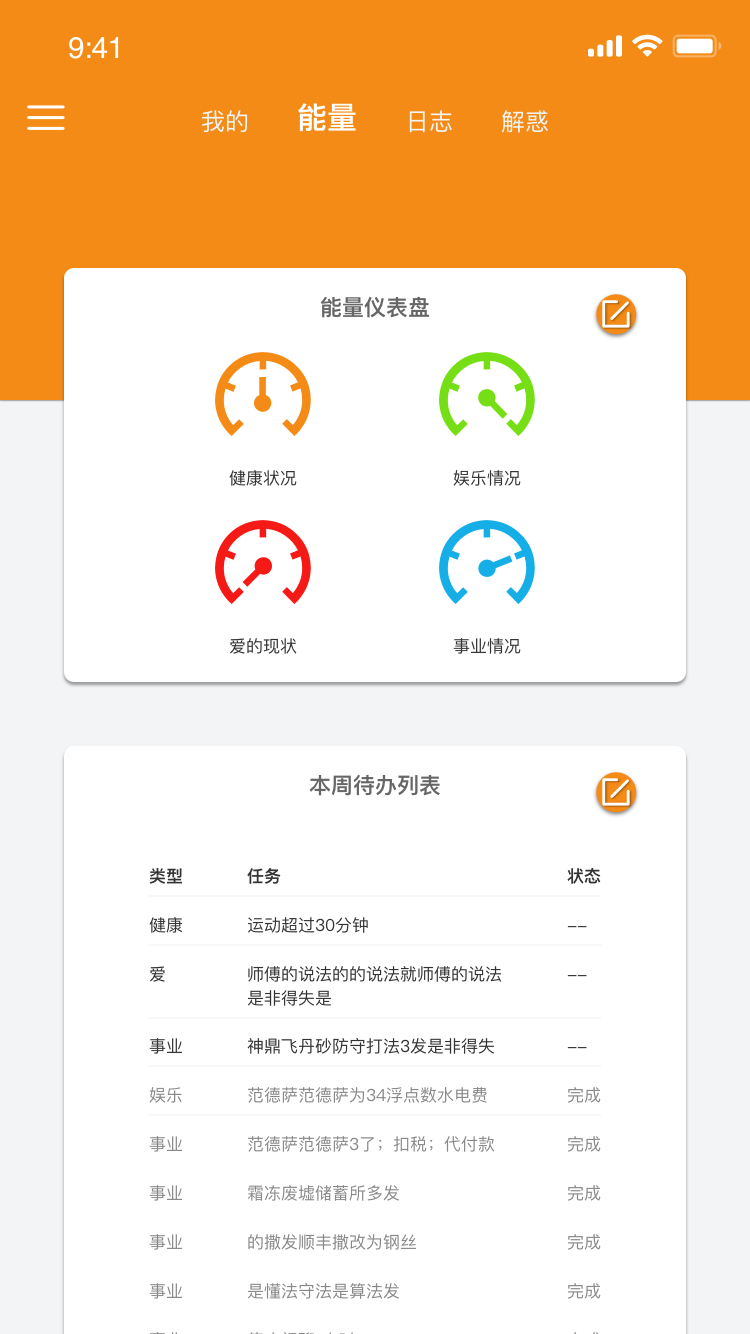 9:41
我的 能量 日志 解惑
能量仪表盘
健康状况 娱乐情况
爱的现状 事业情况
本周待办列表
类型 任务 状态
健康 运动超过30分钟 ––
爱 师傅的说法的的说法就师傅的说法 ––
是非得失是
事业 神鼎飞丹砂防守打法3发是非得失 ––
娱乐 范德萨范德萨为34浮点数水电费 完成
事业 范德萨范德萨3了；扣税；代付款 完成
事业 霜冻废墟储蓄所多发 完成
事业 的撒发顺丰撒改为钢丝 完成
事业 是懂法守法是算法发 完成